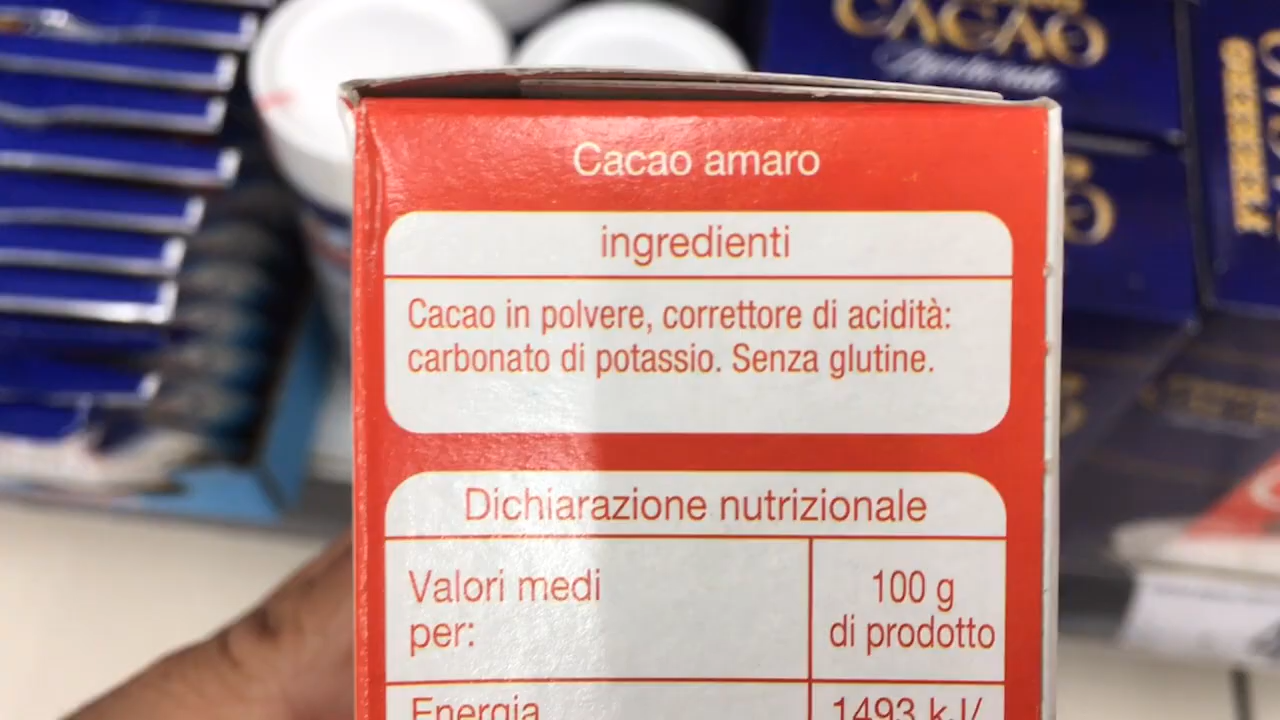 CACAO
Cacao amaro
ingredienti
Cacao in polvere, correttore di acidità:
carbonato di potassio. Senza glutine.
Dichiarazione nutrizionale
Valori medi
per:
100 g
di prodotto
Energia
1493 kJ/